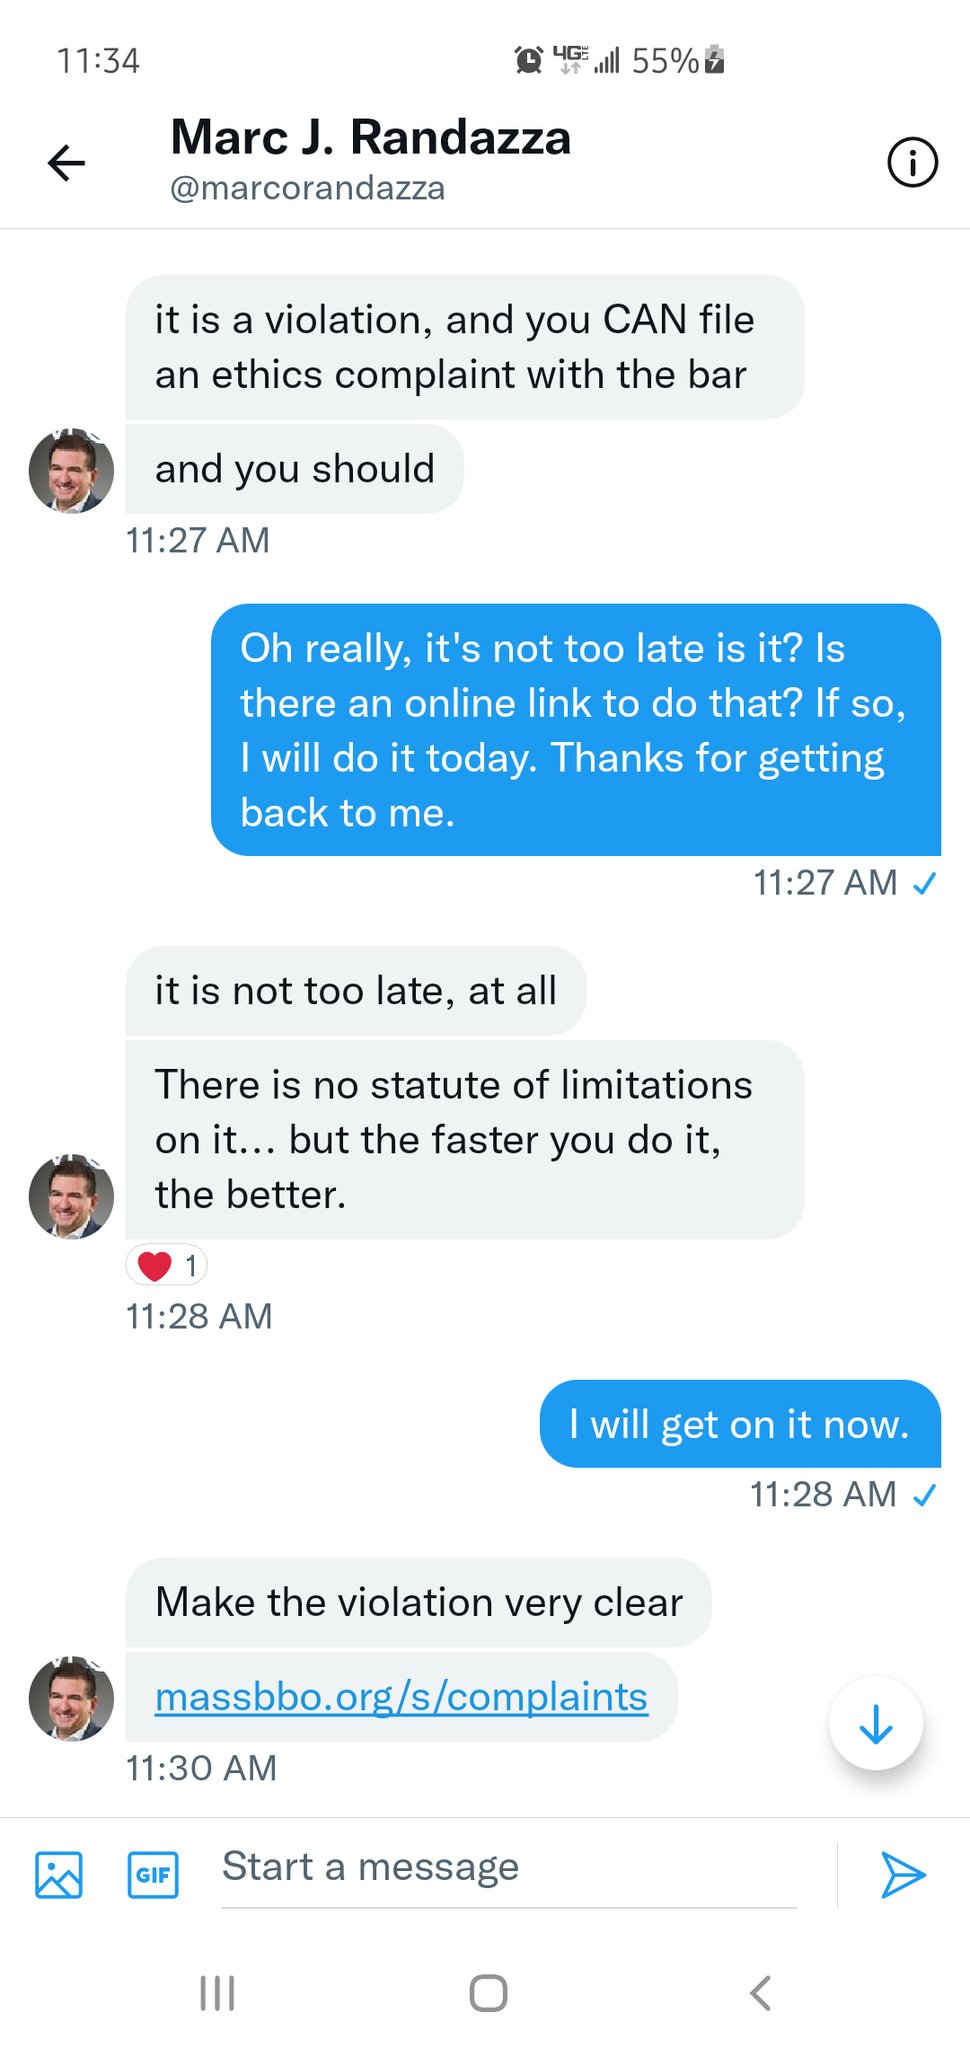 11:34
4G LTE 55%
Marc J. Randazza
@marcorandazza
it is a violation, and you CAN file
an ethics complaint with the bar
and you should
11:27 AM
Oh really, it's not too late is it? Is
there an online link to do that? If so,
I will do it today. Thanks for getting
back to me.
11:27 AM
it is not too late, at all
There is no statute of limitations
on it... but the faster you do it,
the better.
1
11:28 AM
I will get on it now.
11:28 AM
Make the violation very clear
massbbo.org/s/complaints
11:30 AM
GIF
Start a message